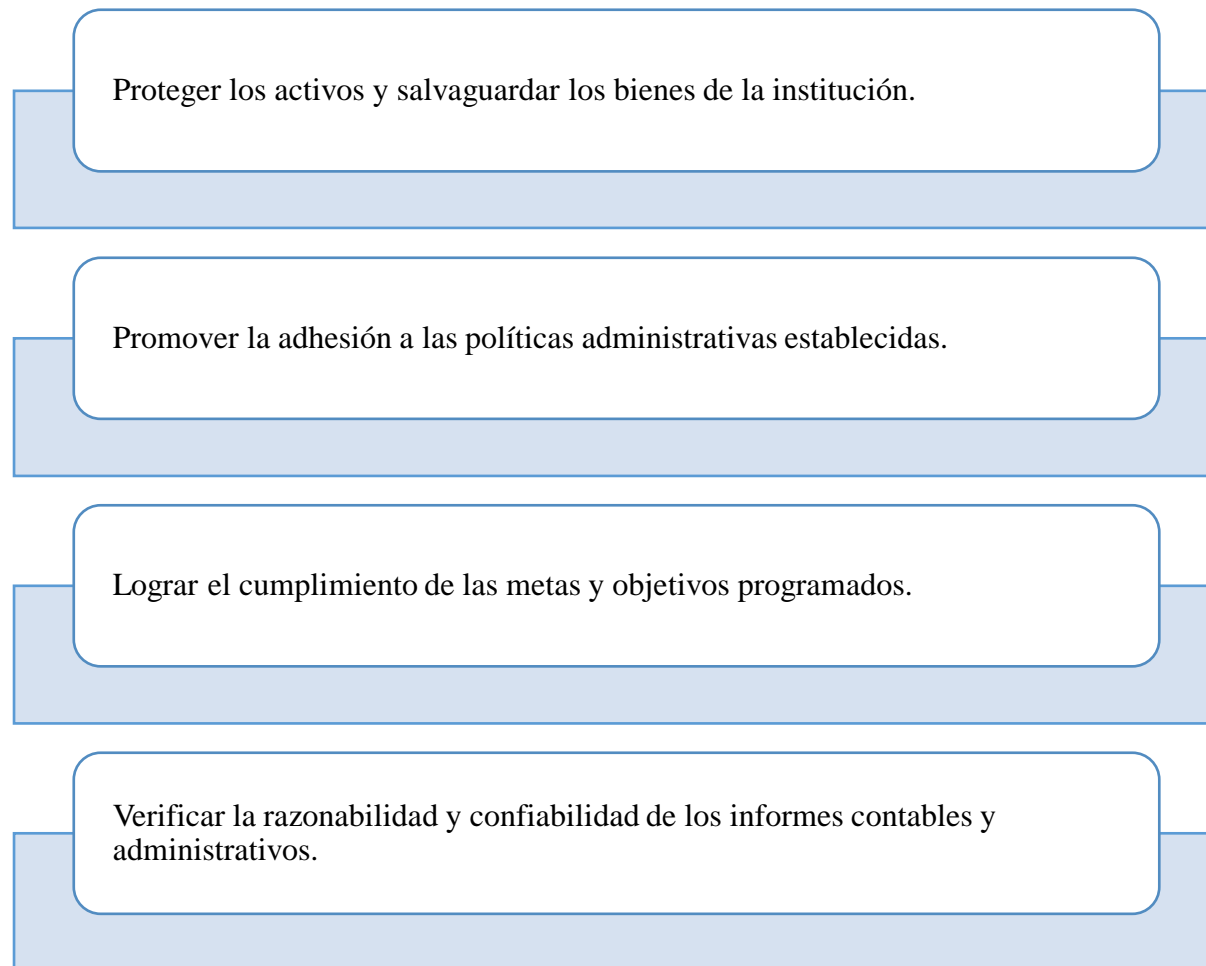 Proteger los activos y salvaguardar los bienes de la institución.
Promover la adhesión a las políticas administrativas establecidas.
Lograr el cumplimiento de las metas y objetivos programados.
Verificar la razonabilidad y confiabilidad de los informes contables y
administrativos.